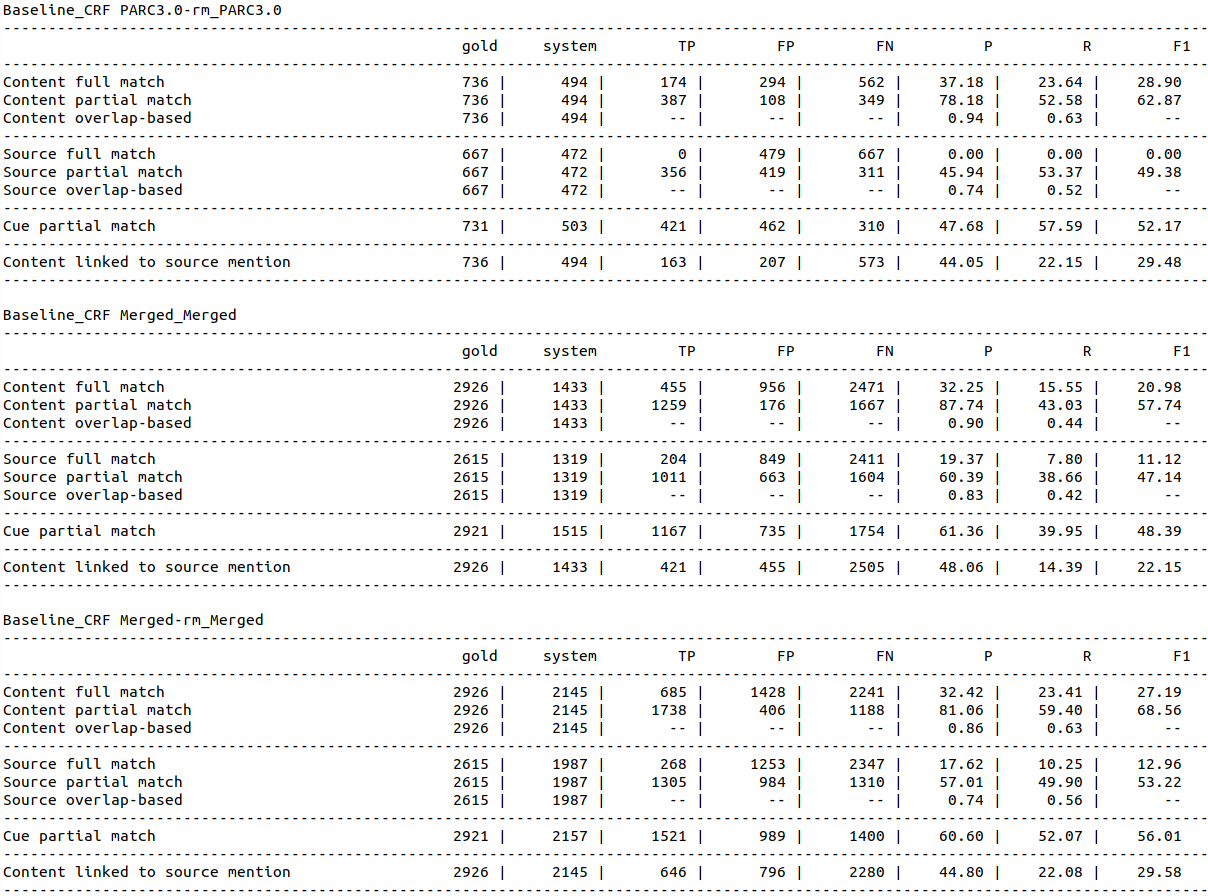 Baseline_CRF PARC3.0-rm_PARC3.0
--------------------------------------------------------------------------------------------------------------------------------------
gold system TP FP FN P R F1
--------------------------------------------------------------------------------------------------------------------------------------
Content full match 736 | 494 | 174 | 294 | 562 | 37.18 | 23.64 | 28.90
Content partial match 736 | 494 | 387 | 108 | 349 | 78.18 | 52.58 | 62.87
Content overlap-based 736 | 494 | -- | -- | -- | 0.94 | 0.63 | --
--------------------------------------------------------------------------------------------------------------------------------------
Source full match 667 | 472 | 0 | 479 | 667 | 0.00 | 0.00 | 0.00
Source partial match 667 | 472 | 356 | 419 | 311 | 45.94 | 53.37 | 49.38
Source overlap-based 667 | 472 | -- | -- | -- | 0.74 | 0.52 | --
--------------------------------------------------------------------------------------------------------------------------------------
Cue partial match 731 | 503 | 421 | 462 | 310 | 47.68 | 57.59 | 52.17
--------------------------------------------------------------------------------------------------------------------------------------
Content linked to source mention 736 | 494 | 163 | 207 | 573 | 44.05 | 22.15 | 29.48
--------------------------------------------------------------------------------------------------------------------------------------
Baseline_CRF Merged_Merged
--------------------------------------------------------------------------------------------------------------------------------------
gold system TP FP FN P R F1
--------------------------------------------------------------------------------------------------------------------------------------
Content full match 2926 | 1433 | 455 | 956 | 2471 | 32.25 | 15.55 | 20.98
Content partial match 2926 | 1433 | 1259 | 176 | 1667 | 87.74 | 43.03 | 57.74
Content overlap-based 2926 | 1433 | -- | -- | -- | 0.90 | 0.44 | --
--------------------------------------------------------------------------------------------------------------------------------------
Source full match 2615 | 1319 | 204 | 849 | 2411 | 19.37 | 7.80 | 11.12
Source partial match 2615 | 1319 | 1011 | 663 | 1604 | 60.39 | 38.66 | 47.14
Source overlap-based 2615 | 1319 | -- | -- | -- | 0.83 | 0.42 | --
--------------------------------------------------------------------------------------------------------------------------------------
Cue partial match 2921 | 1515 | 1167 | 735 | 1754 | 61.36 | 39.95 | 48.39
--------------------------------------------------------------------------------------------------------------------------------------
Content linked to source mention 2926 | 1433 | 421 | 455 | 2505 | 48.06 | 14.39 | 22.15
--------------------------------------------------------------------------------------------------------------------------------------
Baseline_CRF Merged-rm_Merged
--------------------------------------------------------------------------------------------------------------------------------------
gold system TP FP FN P R F1
--------------------------------------------------------------------------------------------------------------------------------------
Content full match 2926 | 2145 | 685 | 1428 | 2241 | 32.42 | 23.41 | 27.19
Content partial match 2926 | 2145 | 1738 | 406 | 1188 | 81.06 | 59.40 | 68.56
Content overlap-based 2926 | 2145 | -- | -- | -- | 0.86 | 0.63 | --
--------------------------------------------------------------------------------------------------------------------------------------
Source full match 2615 | 1987 | 268 | 1253 | 2347 | 17.62 | 10.25 | 12.96
Source partial match 2615 | 1987 | 1305 | 984 | 1310 | 57.01 | 49.90 | 53.22
Source overlap-based 2615 | 1987 | -- | -- | -- | 0.74 | 0.56 | --
--------------------------------------------------------------------------------------------------------------------------------------
Cue partial match 2921 | 2157 | 1521 | 989 | 1400 | 60.60 | 52.07 | 56.01
--------------------------------------------------------------------------------------------------------------------------------------
Content linked to source mention 2926 | 2145 | 646 | 796 | 2280 | 44.80 | 22.08 | 29.58
--------------------------------------------------------------------------------------------------------------------------------------